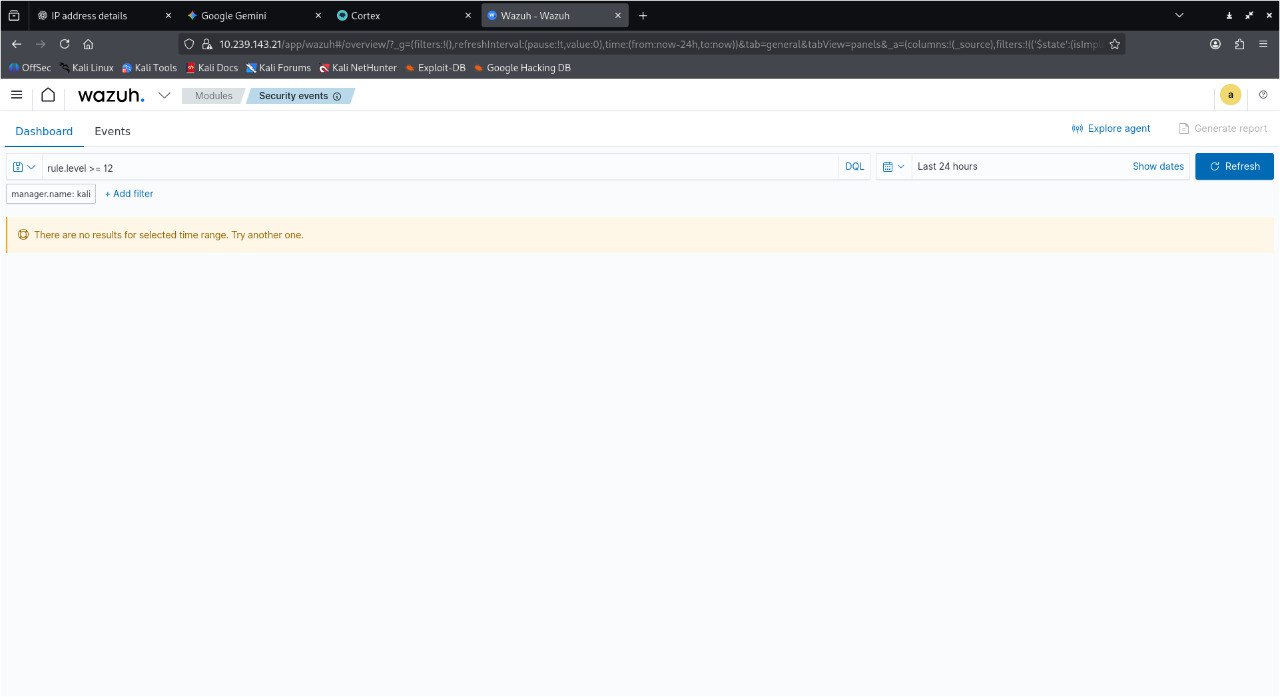 IP address details
Google Gemini
Cortex
Wazuh - Wazuh
10.239.143.21/app/wazuh#/overview/?_g=(filters:!(),refreshInterval:(pause:!t,value:0),time:(from:now-24h,to:now))&tab=general&tabView=panels&_a=(columns:!(_source),filters:!(('$state':(isImpl
OffSec Kali Linux Kali Tools Kali Docs Kali Forums Kali NetHunter Exploit-DB Google Hacking DB
wazuh. Modules Security events a
Dashboard Events Explore agent Generate report
rule.level >= 12 DQL Last 24 hours Show dates Refresh
manager.name: kali + Add filter
There are no results for selected time range. Try another one.